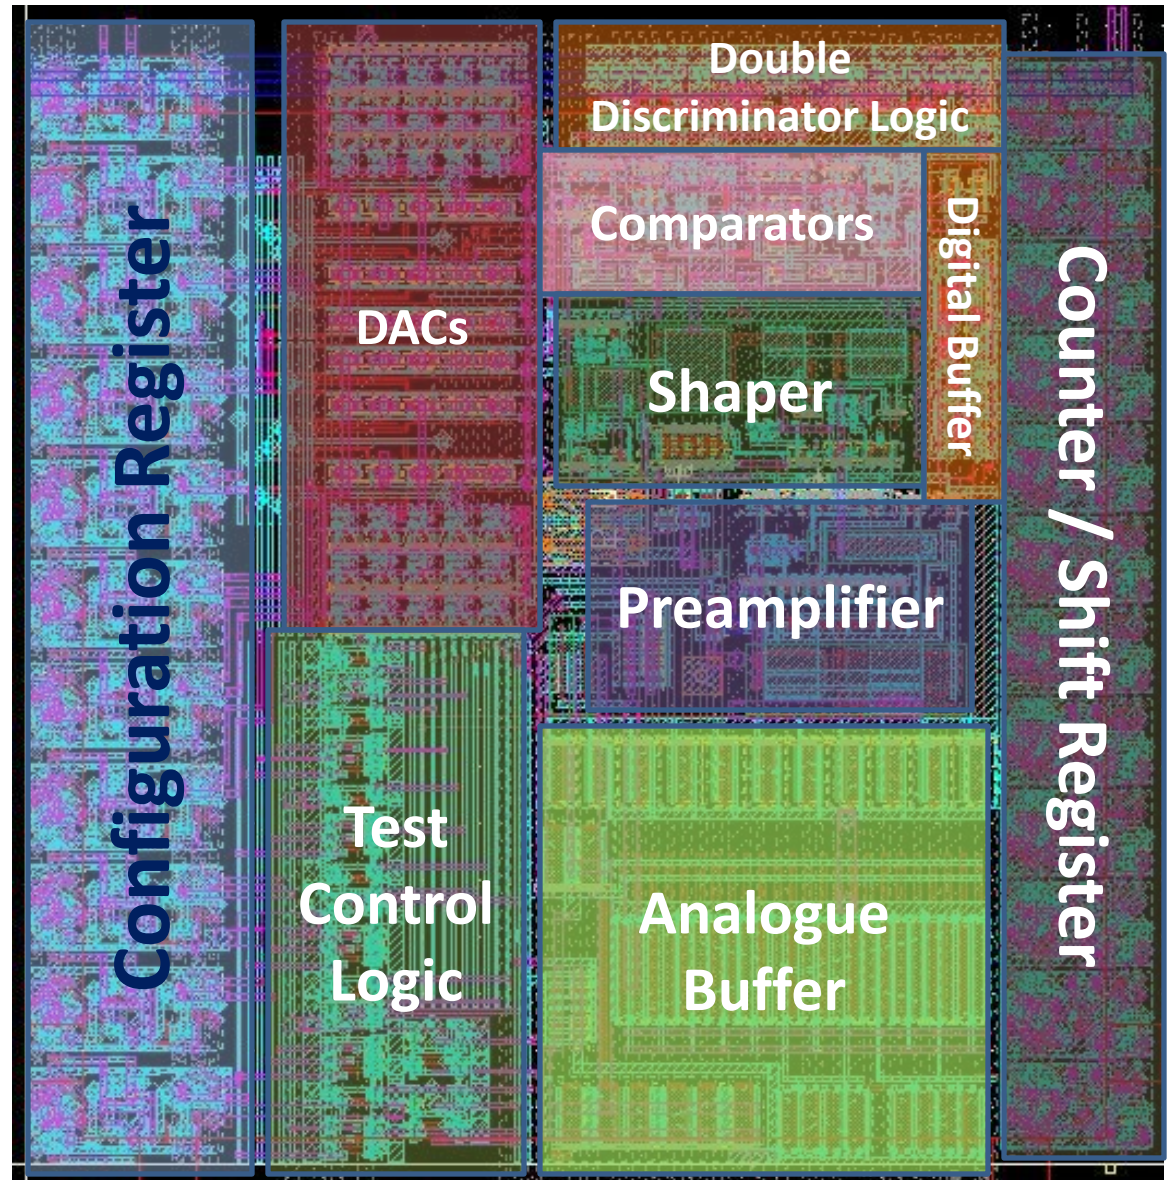 Configuration Register
DACs
Double
Discriminator Logic
Comparators
Digital Buffer
Shaper
Preamplifier
Counter / Shift Register
Test
Control
Logic
Analogue
Buffer